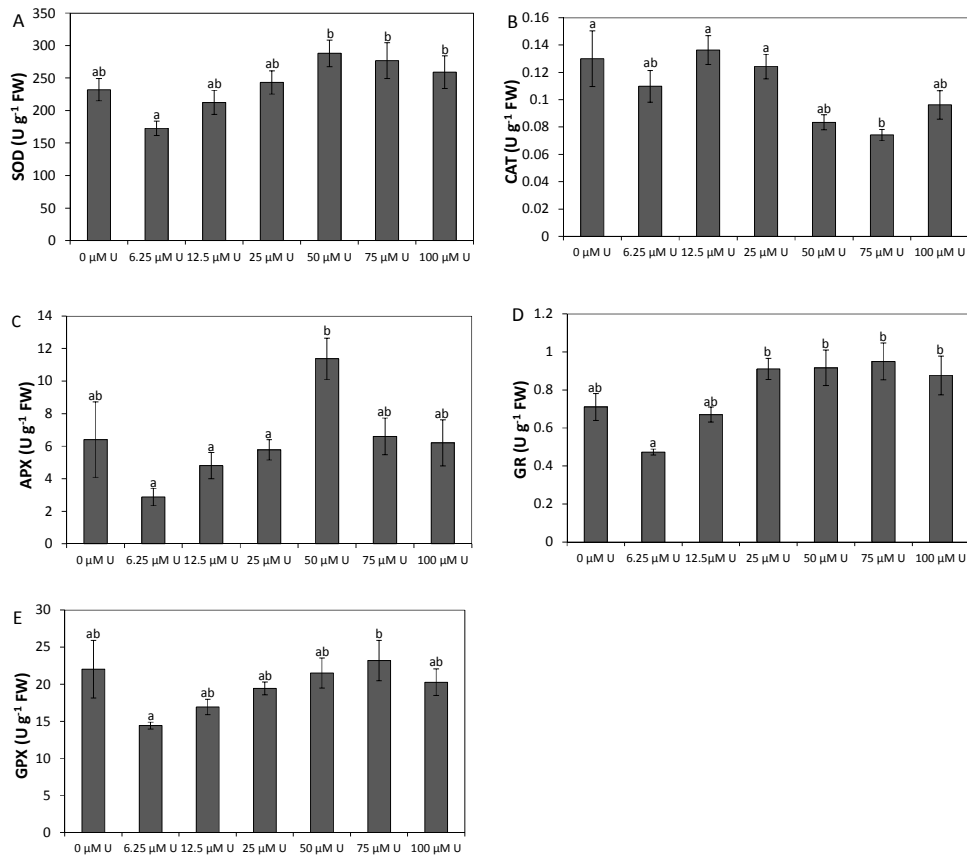 A
SOD (U g⁻¹ FW)
350
300
250
200
150
100
50
0
ab
a
ab
ab
b
b
b
0 µM U 6.25 µM U 12.5 µM U 25 µM U 50 µM U 75 µM U 100 µM U
B
CAT (U g⁻¹ FW)
0.16
0.14
0.12
0.1
0.08
0.06
0.04
0.02
0
a
ab
a
a
ab
b
ab
0 µM U 6.25 µM U 12.5 µM U 25 µM U 50 µM U 75 µM U 100 µM U
C
APX (U g⁻¹ FW)
14
12
10
8
6
4
2
0
ab
a
a
a
b
ab
ab
0 µM U 6.25 µM U 12.5 µM U 25 µM U 50 µM U 75 µM U 100 µM U
D
GR (U g⁻¹ FW)
1.2
1
0.8
0.6
0.4
0.2
0
ab
a
ab
b
b
b
b
0 µM U 6.25 µM U 12.5µM U 25 µM U 50 µM U 75 µM U 100 µM U
E
GPX (U g⁻¹ FW)
30
25
20
15
10
5
0
ab
a
ab
ab
ab
b
ab
0 µM U 6.25 µM U 12.5 µM U 25 µM U 50 µM U 75 µM U 100 µM U